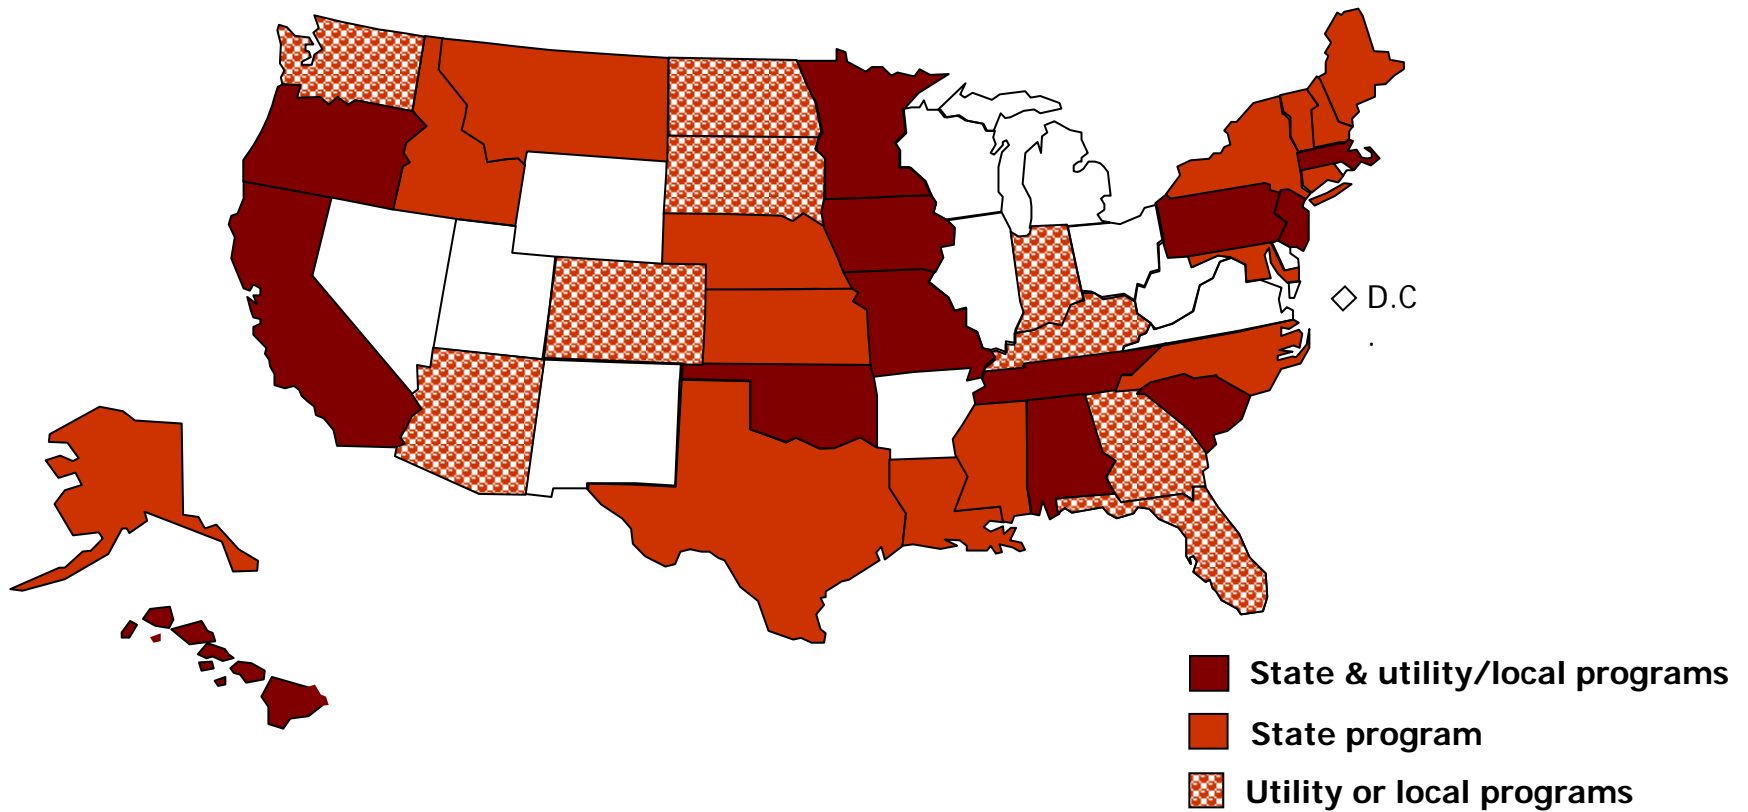 D.C
.
State & utility/local programs
State program
Utility or local programs